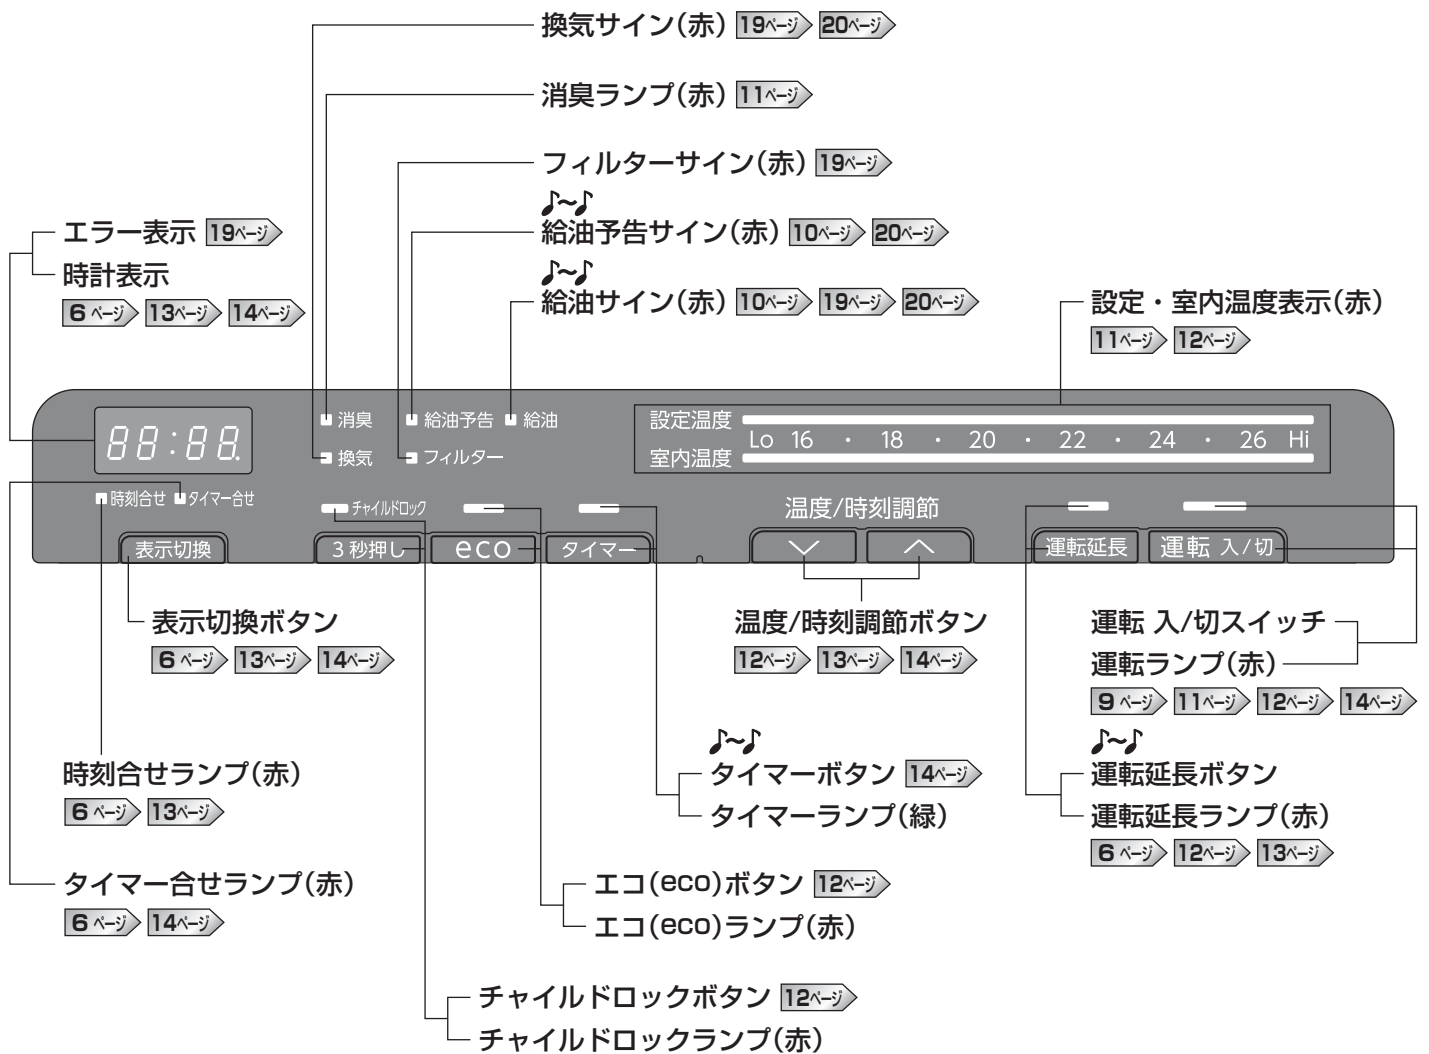 換気サイン(赤) 19ページ 20ページ
消臭ランプ(赤) 11ページ
フィルターサイン(赤) 19ページ
♪〜♪
給油予告サイン(赤) 10ページ 20ページ
♪〜♪
給油サイン(赤) 10ページ 19ページ 20ページ
エラー表示 19ページ
時計表示
6 ページ 13ページ 14ページ
設定・室内温度表示(赤)
11ページ 12ページ
88:88.
時刻合せ タイマー合せ
消臭 給油予告 給油
換気 フィルター
設定温度
Lo 16 ・ 18 ・ 20 ・ 22 ・ 24 ・ 26 Hi
室内温度
チャイルドロック
温度/時刻調節
表示切換 3秒押し eco タイマー 運転延長 運転 入/切
表示切換ボタン
6 ページ 13ページ 14ページ
温度/時刻調節ボタン
12ページ 13ページ 14ページ
運転 入/切スイッチ
運転ランプ(赤)
9 ページ 11ページ 12ページ 14ページ
♪〜♪
運転延長ボタン
運転延長ランプ(赤)
6 ページ 12ページ 13ページ
♪〜♪
タイマーボタン 14ページ
タイマーランプ(緑)
時刻合せランプ(赤)
6 ページ 13ページ
タイマー合せランプ(赤)
6 ページ 14ページ
エコ(eco)ボタン 12ページ
エコ(eco)ランプ(赤)
チャイルドロックボタン 12ページ
チャイルドロックランプ(赤)